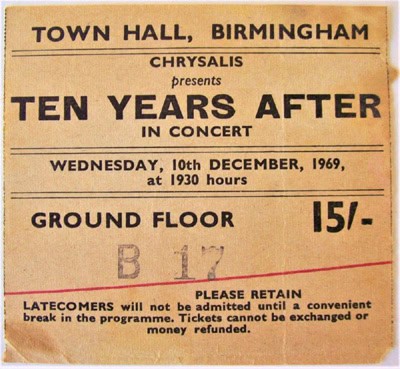 TOWN HALL, BIRMINGHAM
CHRYSALIS
presents
TEN YEARS AFTER
IN CONCERT
WEDNESDAY, 10th DECEMBER, 1969,
at 1930 hours
GROUND FLOOR 15/-
B 17
PLEASE RETAIN
LATECOMERS will not be admitted until a convenient
break in the programme. Tickets cannot be exchanged or
money refunded.